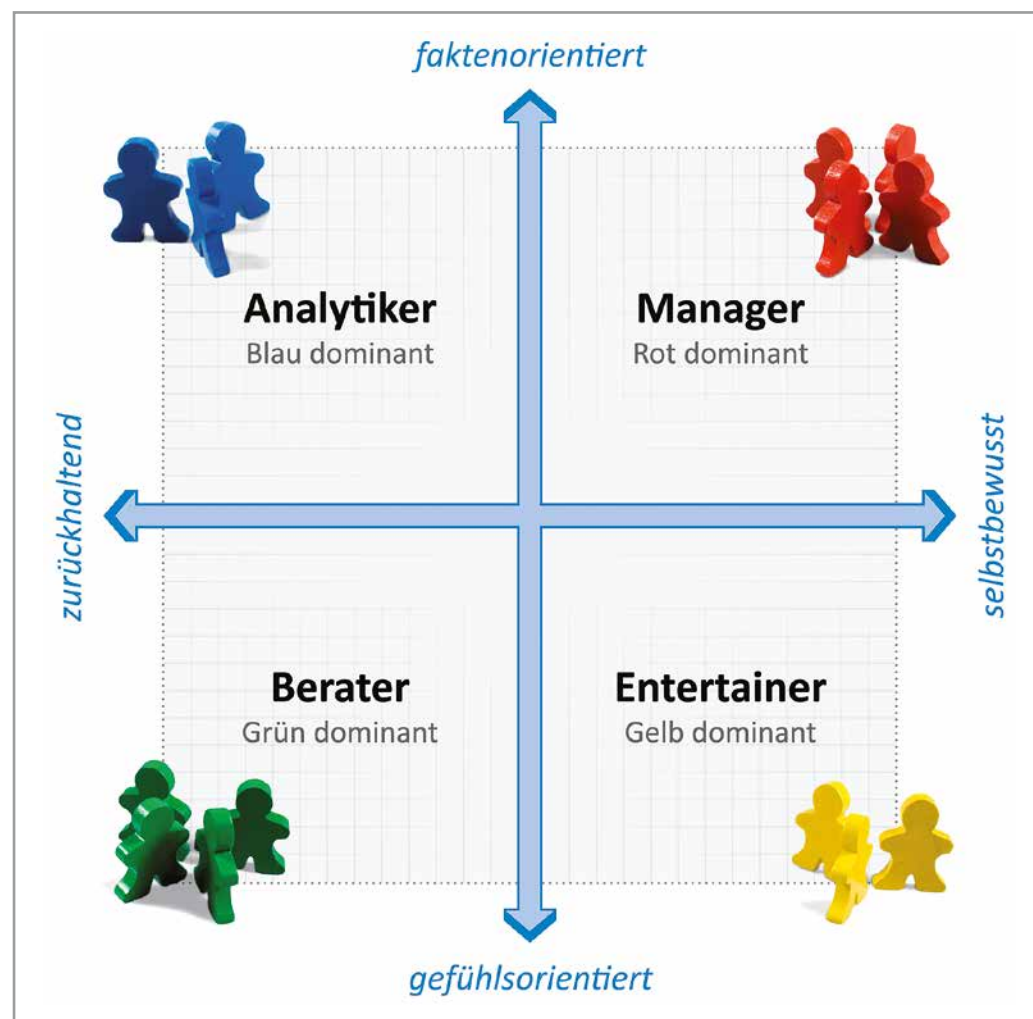 faktenorientiert
Analytiker
Blau dominant
Manager
Rot dominant
zurückhaltend
selbstbewusst
Berater
Grün dominant
Entertainer
Gelb dominant
gefühlsorientiert